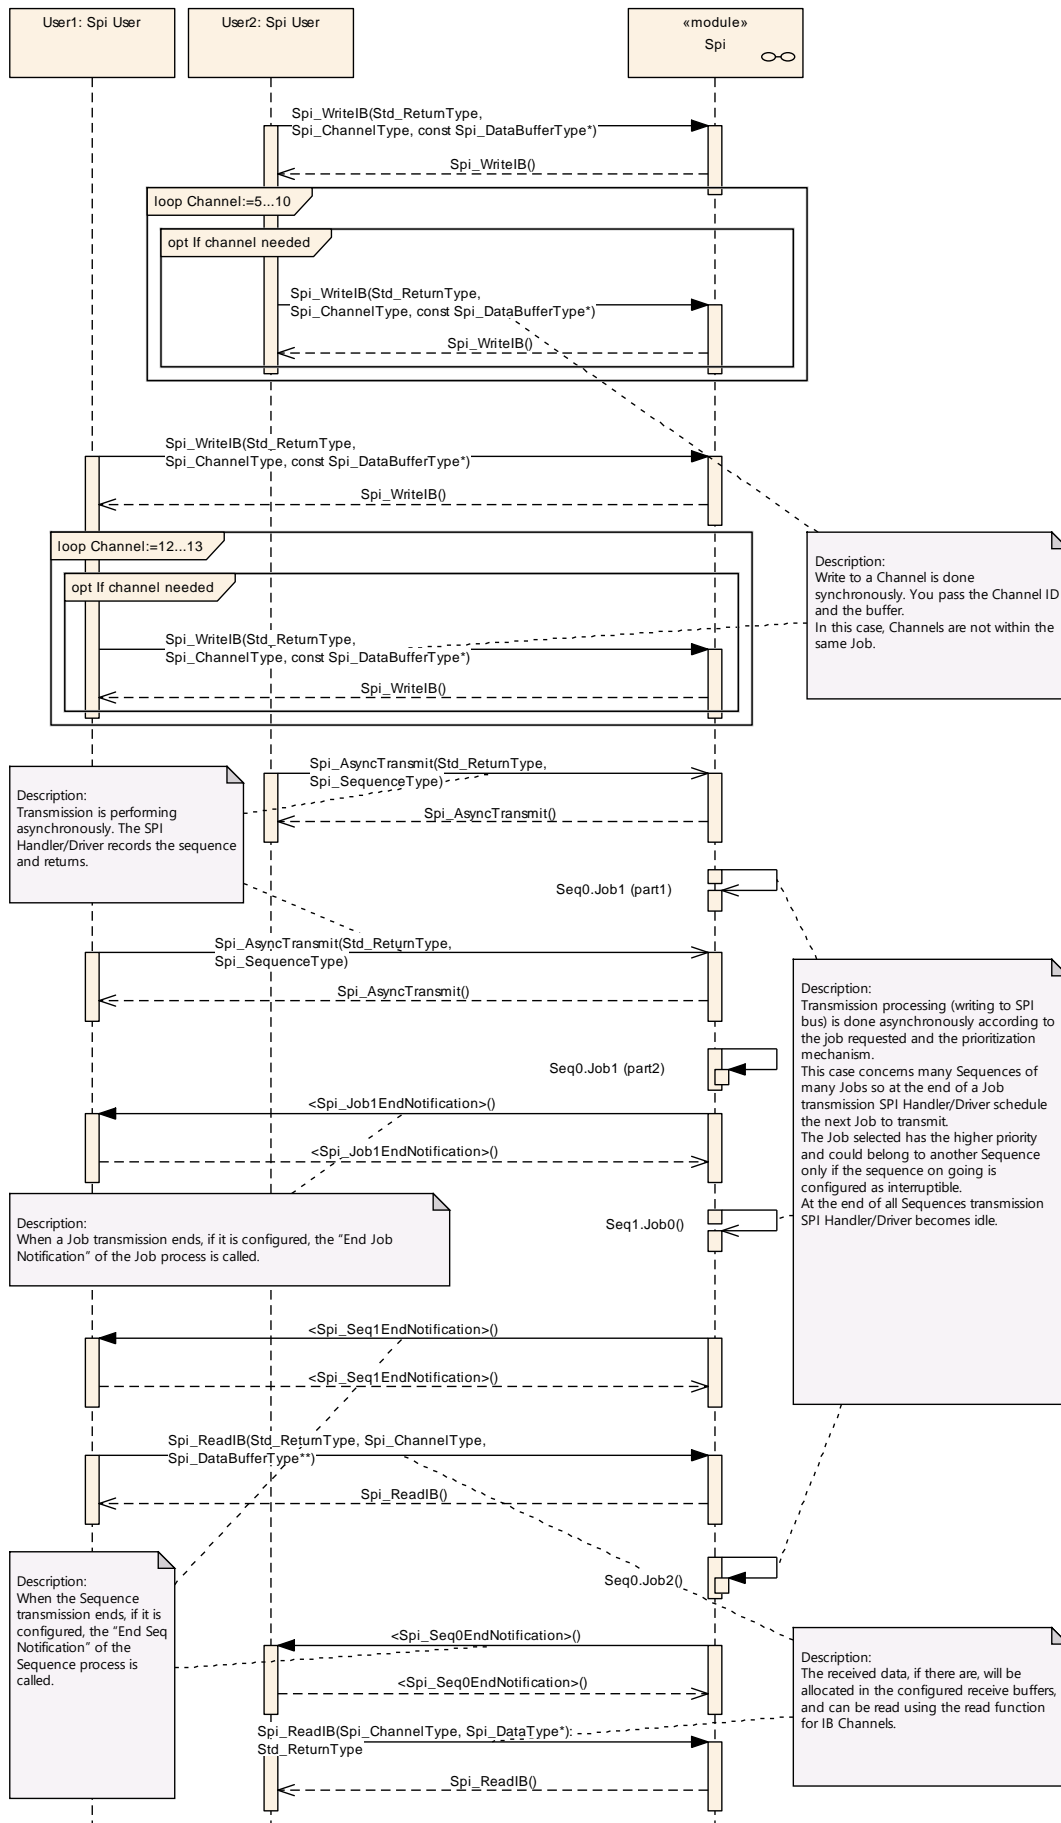 User1: Spi User
User2: Spi User
«module»
Spi
Spi_WriteIB(Std_ReturnType,
Spi_ChannelType, const Spi_DataBufferType*)
Spi_WriteIB()
loop Channel:=5...10
opt If channel needed
Spi_WriteIB(Std_ReturnType,
Spi_ChannelType, const Spi_DataBufferType*)
Spi_WriteIB()
Spi_WriteIB(Std_ReturnType,
Spi_ChannelType, const Spi_DataBufferType*)
Spi_WriteIB()
loop Channel:=12...13
opt If channel needed
Spi_WriteIB(Std_ReturnType,
Spi_ChannelType, const Spi_DataBufferType*)
Spi_WriteIB()
Description:
Write to a Channel is done
synchronously. You pass the Channel ID
and the buffer.
In this case, Channels are not within the
same Job.
Spi_AsyncTransmit(Std_ReturnType,
Spi_SequenceType)
Spi_AsyncTransmit()
Description:
Transmission is performing
asynchronously. The SPI
Handler/Driver records the sequence
and returns.
Seq0.Job1 (part1)
Spi_AsyncTransmit(Std_ReturnType,
Spi_SequenceType)
Spi_AsyncTransmit()
Description:
Transmission processing (writing to SPI
bus) is done asynchronously according to
the job requested and the prioritization
mechanism.
This case concerns many Sequences of
many Jobs so at the end of a Job
transmission SPI Handler/Driver schedule
the next Job to transmit.
The Job selected has the higher priority
and could belong to another Sequence
only if the sequence on going is
configured as interruptible.
At the end of all Sequences transmission
SPI Handler/Driver becomes idle.
Seq0.Job1 (part2)
<Spi_Job1EndNotification>()
<Spi_Job1EndNotification>()
Description:
When a Job transmission ends, if it is configured, the “End Job
Notification” of the Job process is called.
Seq1.Job0()
<Spi_Seq1EndNotification>()
<Spi_Seq1EndNotification>()
Spi_ReadIB(Std_ReturnType, Spi_ChannelType,
Spi_DataBufferType**)
Spi_ReadIB()
Description:
When the Sequence
transmission ends, if it is
configured, the “End Seq
Notification” of the
Sequence process is
called.
Seq0.Job2()
<Spi_Seq0EndNotification>()
<Spi_Seq0EndNotification>()
Description:
The received data, if there are, will be
allocated in the configured receive buffers,
and can be read using the read function
for IB Channels.
Spi_ReadIB(Spi_ChannelType, Spi_DataType*):
Std_ReturnType
Spi_ReadIB()